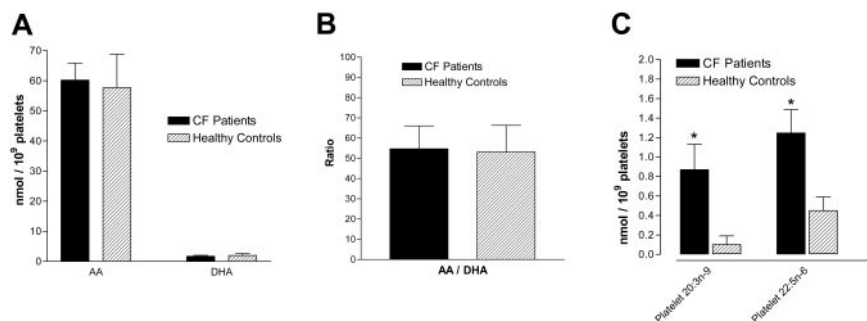 A
70
60
50
40
30
20
10
0
nmol / 10⁹ platelets
CF Patients
Healthy Controls
AA
DHA
B
100
90
80
70
60
50
40
30
20
10
0
Ratio
CF Patients
Healthy Controls
AA / DHA
C
2.0
1.8
1.6
1.4
1.2
1.0
0.8
0.6
0.4
0.2
0.0
nmol / 10⁹ platelets
CF Patients
Healthy Controls
*
*
Platelet 20:3n-9
Platelet 22:5n-6